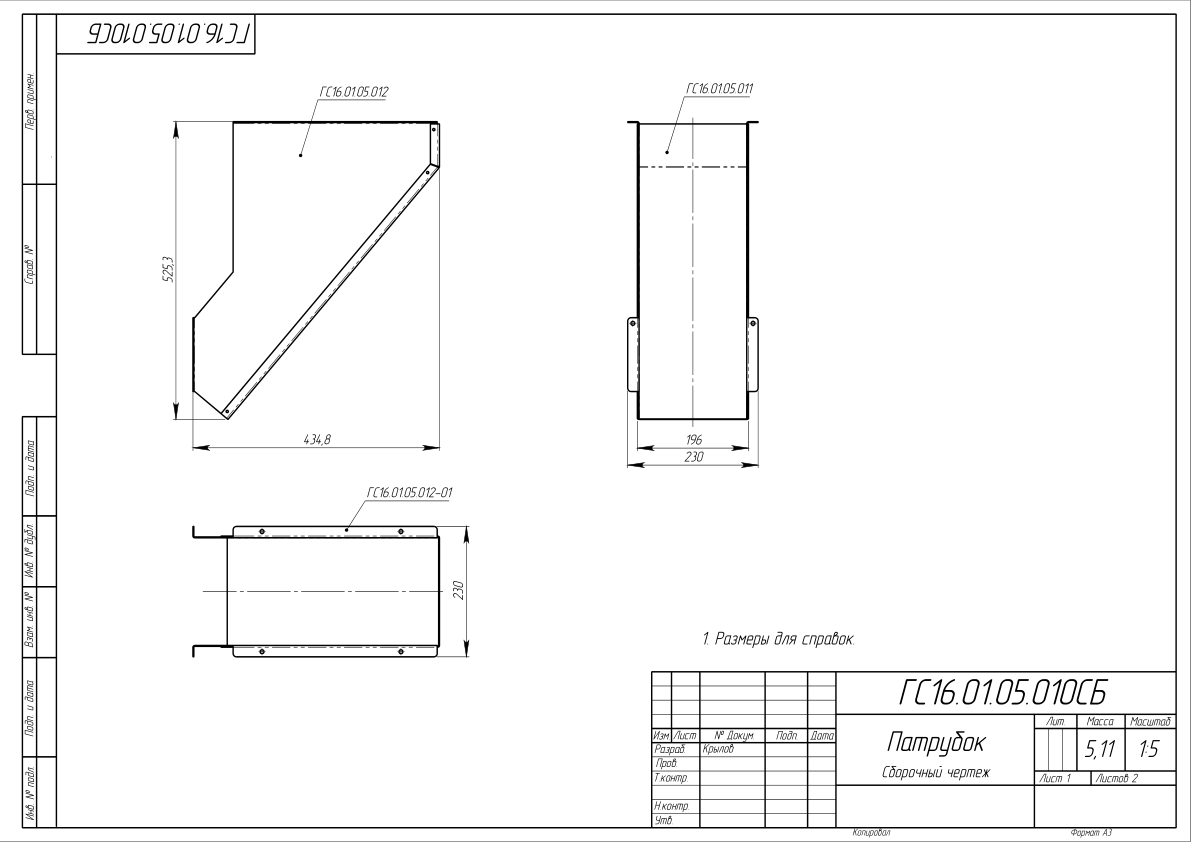 ГС16.01.05.010СБ
Перв. примен.
Справ. №
Подп. и дата
Инв. № дубл.
Взам. инв. №
Подп. и дата
Инв. № подл.
ГС16.01.05.012
525,3
434,8
ГС16.01.05.011
196
230
ГС16.01.05.012-01
230
1. Размеры для справок.
ГС16.01.05.010СБ
Изм. Лист № Докум. Подп. Дата
Разраб. Крылов
Пров.
Т.контр.
Н.контр.
Утв.
Патрубок
Сборочный чертеж
Лит. Масса Масштаб
5,11 1:5
Лист 1 Листов 2
Копировал Формат А3